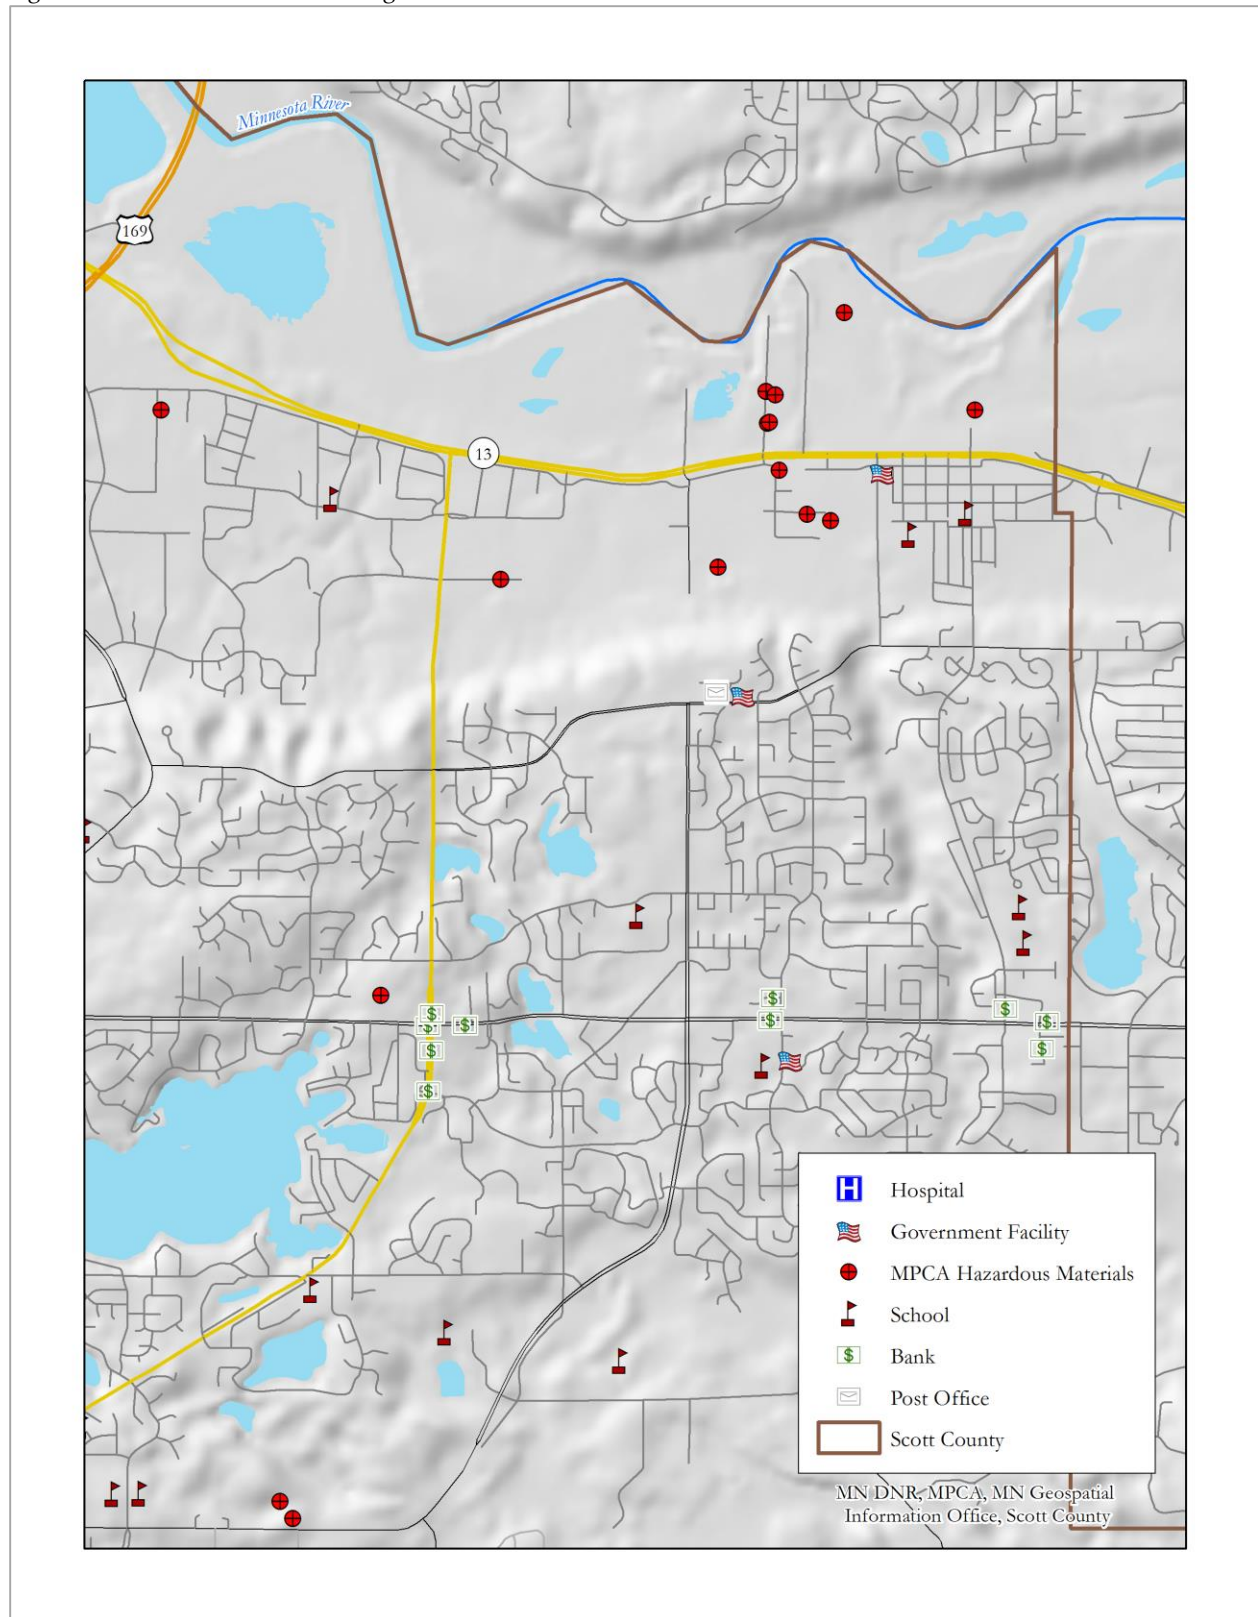 Minnesota River
169
13
H Hospital
Government Facility
MPCA Hazardous Materials
School
$ Bank
Post Office
Scott County
MN DNR, MPCA, MN Geospatial
Information Office, Scott County